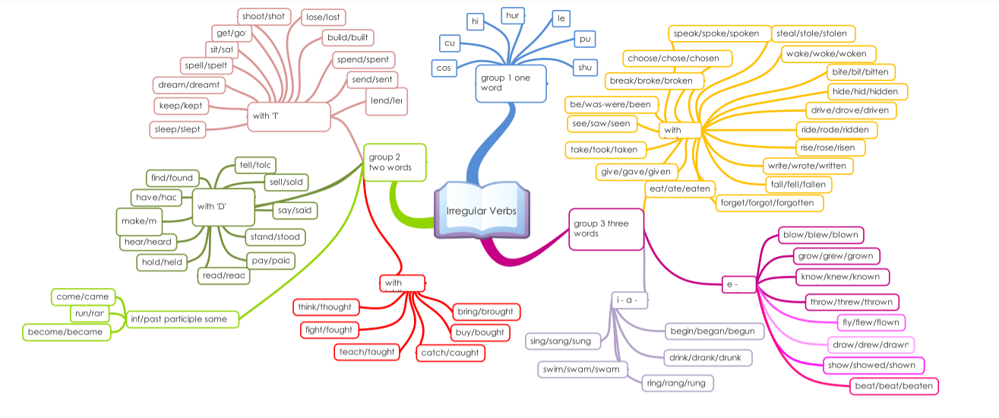 Irregular Verbs
group 1 one
word
cos
cu
hi
hur
le
pu
shu
group 2
two words
with 'T'
shoot/shot
lose/lost
get/go
build/built
sit/sat
spend/spent
spell/spelt
send/sent
dream/dreamt
lend/le
keep/kept
sleep/slept
with 'D'
tell/told
find/found
sell/sold
have/had
say/said
make/m
hear/heard
stand/stood
hold/held
pay/paid
read/read
inf/past participle same
come/came
run/ran
become/became
with
think/thought
bring/brought
fight/fought
buy/bought
teach/taught
catch/caught
group 3 three
words
with
speak/spoke/spoken
steal/stole/stolen
choose/chose/chosen
wake/woke/woken
break/broke/broken
bite/bit/bitten
hide/hid/hidden
be/was-were/been
drive/drove/driven
see/saw/seen
ride/rode/ridden
take/took/taken
rise/rose/risen
give/gave/given
write/wrote/written
eat/ate/eaten
fall/fell/fallen
forget/forgot/forgotten
i - a -
sing/sang/sung
begin/began/begun
swim/swam/swam
drink/drank/drunk
ring/rang/rung
e -
blow/blew/blown
grow/grew/grown
know/knew/known
throw/threw/thrown
fly/flew/flown
draw/drew/drawn
show/showed/shown
beat/beat/beaten